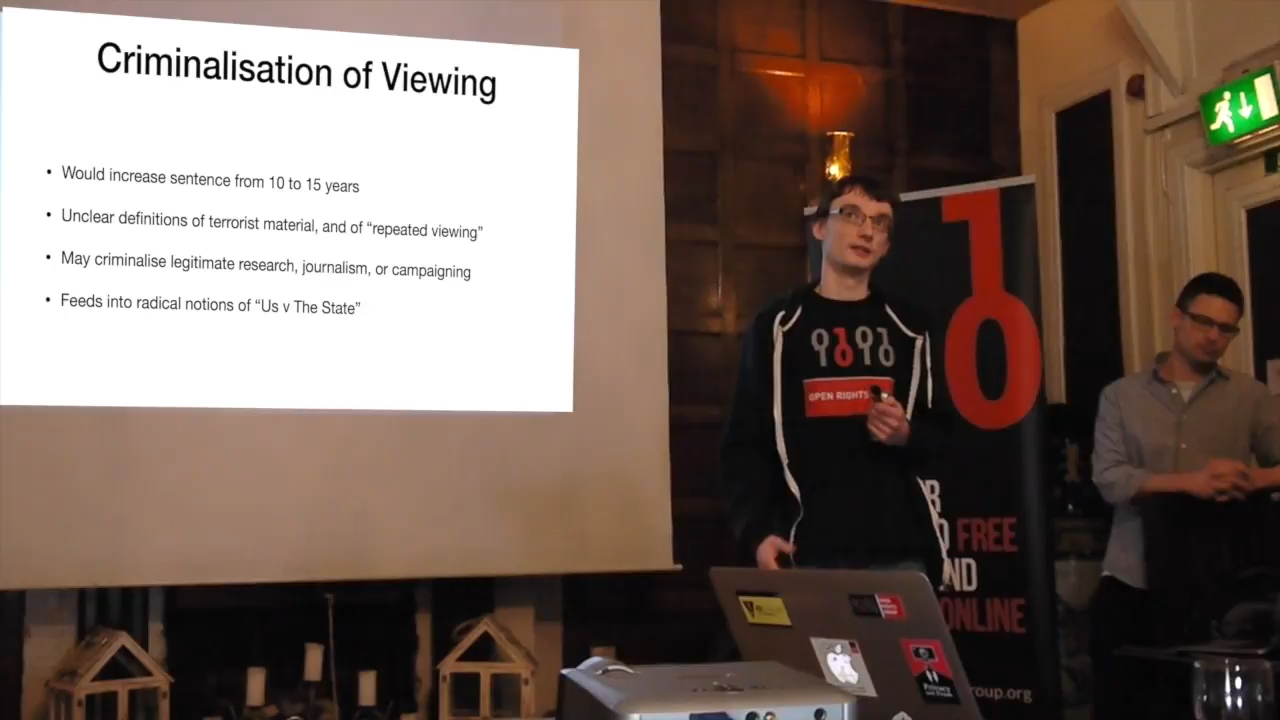 Criminalisation of Viewing
• Would increase sentence from 10 to 15 years
• Unclear definitions of terrorist material, and of “repeated viewing”
• May criminalise legitimate research, journalism, or campaigning
• Feeds into radical notions of “Us v The State”
OPEN RIGHTS
FREE
ND
ONLINE
roup.org
PRIVACY